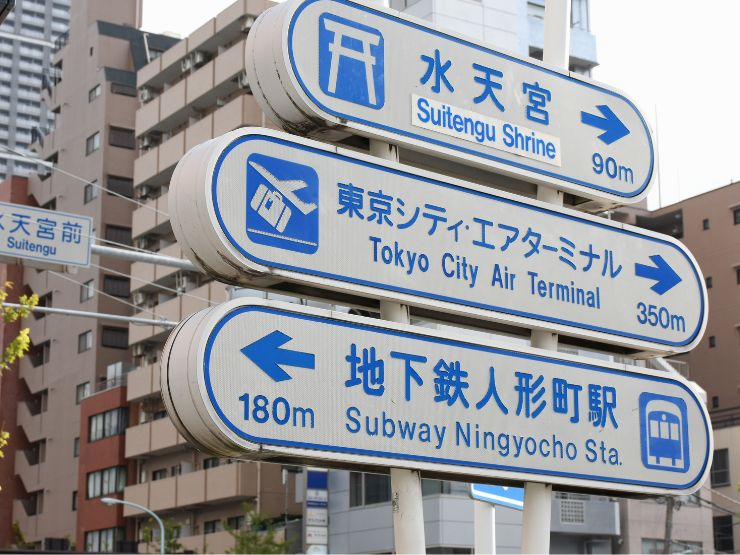 水天宮
Suitengu Shrine
90m
東京シティ・エアターミナル
Tokyo City Air Terminal
350m
水天宮前
Suitengu
地下鉄人形町駅
180m
Subway Ningyocho Sta.